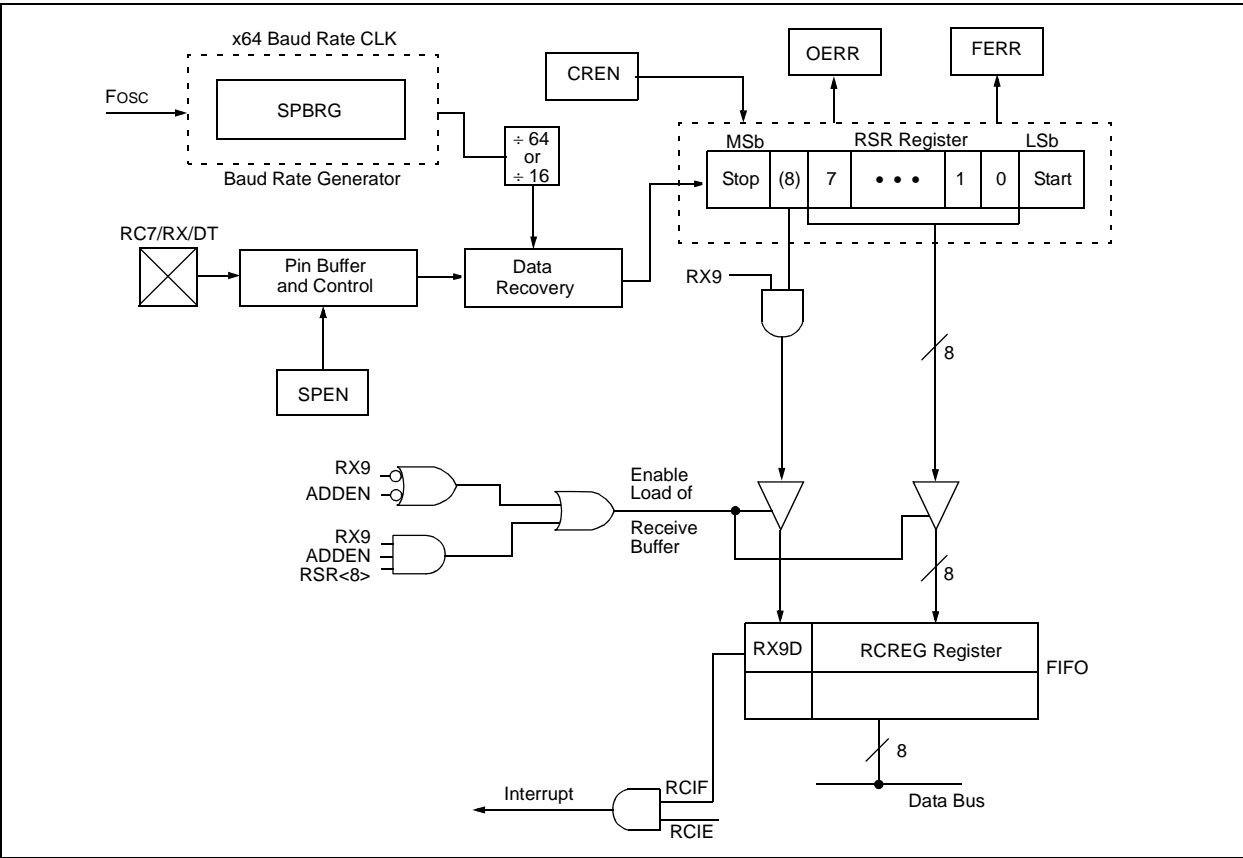 x64 Baud Rate CLK
FOSC
SPBRG
Baud Rate Generator
÷ 64
or
÷ 16
CREN
OERR
FERR
MSb
RSR Register
LSb
Stop
(8)
7
• • •
1
0
Start
RC7/RX/DT
Pin Buffer
and Control
Data
Recovery
SPEN
RX9
8
RX9
ADDEN
RX9
ADDEN
RSR<8>
Enable
Load of
Receive
Buffer
8
RX9D
RCREG Register
FIFO
8
Data Bus
Interrupt
RCIF
RCIE